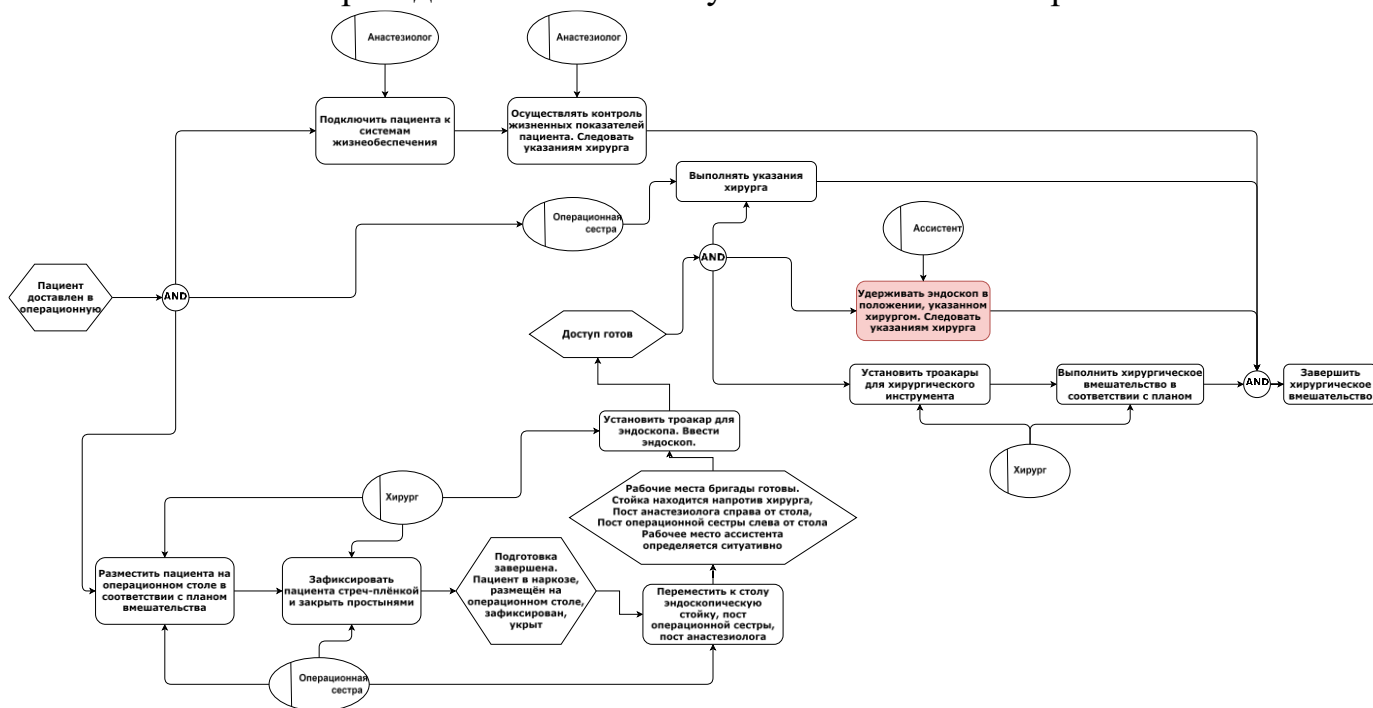 Анастезиолог
Анастезиолог
Подключить пациента к
системам
жизнеобеспечения
Осуществлять контроль
жизненных показателей
пациента. Следовать
указаниям хирурга
Выполнять указания
хирурга
Операционная
сестра
Ассистент
AND
Пациент
доставлен в
операционную
AND
Удерживать эндоскоп в
положении, указанном
хирургом. Следовать
указаниям хирурга
Доступ готов
Установить троакары
для хирургического
инструмента
Выполнить хирургическое
вмешательство в
соответствии с планом
AND
Завершить
хирургическое
вмешательство
Установить троакар для
эндоскопа. Ввести
эндоскоп.
Хирург
Хирург
Рабочие места бригады готовы.
Стойка находится напротив хирурга,
Пост анастезиолога справа от стола,
Пост операционной сестры слева от стола
Рабочее место ассистента
определяется ситуативно
Разместить пациента на
операционном столе в
соответствии с планом
вмешательства
Зафиксировать
пациента стреч-плёнкой
и закрыть простынями
Подготовка
завершена.
Пациент в наркозе,
размещён на
операционном столе,
зафиксирован,
укрыт
Переместить к столу
эндоскопическую
стойку, пост
операционной сестры,
пост анастезиолога
Операционная
сестра